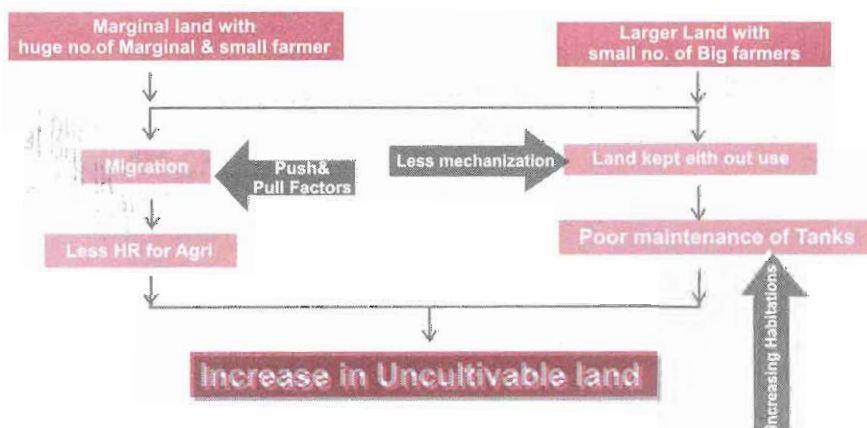 Marginal land with
huge no.of Marginal & small farmer
Larger Land with
small no. of Big farmers
Migration
Push&
Pull Factors
Less mechanization
Land kept eith out use
Less HR for Agri
Poor maintenance of Tanks
Increase in Uncultivable land
Increasing Habitations